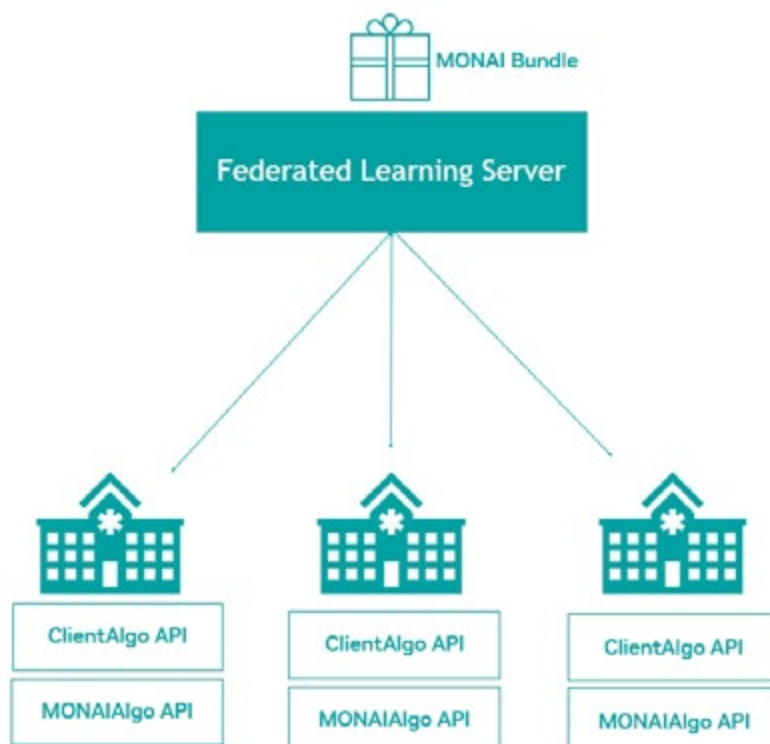 MONAI Bundle
Federated Learning Server
ClientAlgo API
ClientAlgo API
ClientAlgo API
MONAIAlgo API
MONAIAlgo API
MONAIAlgo API